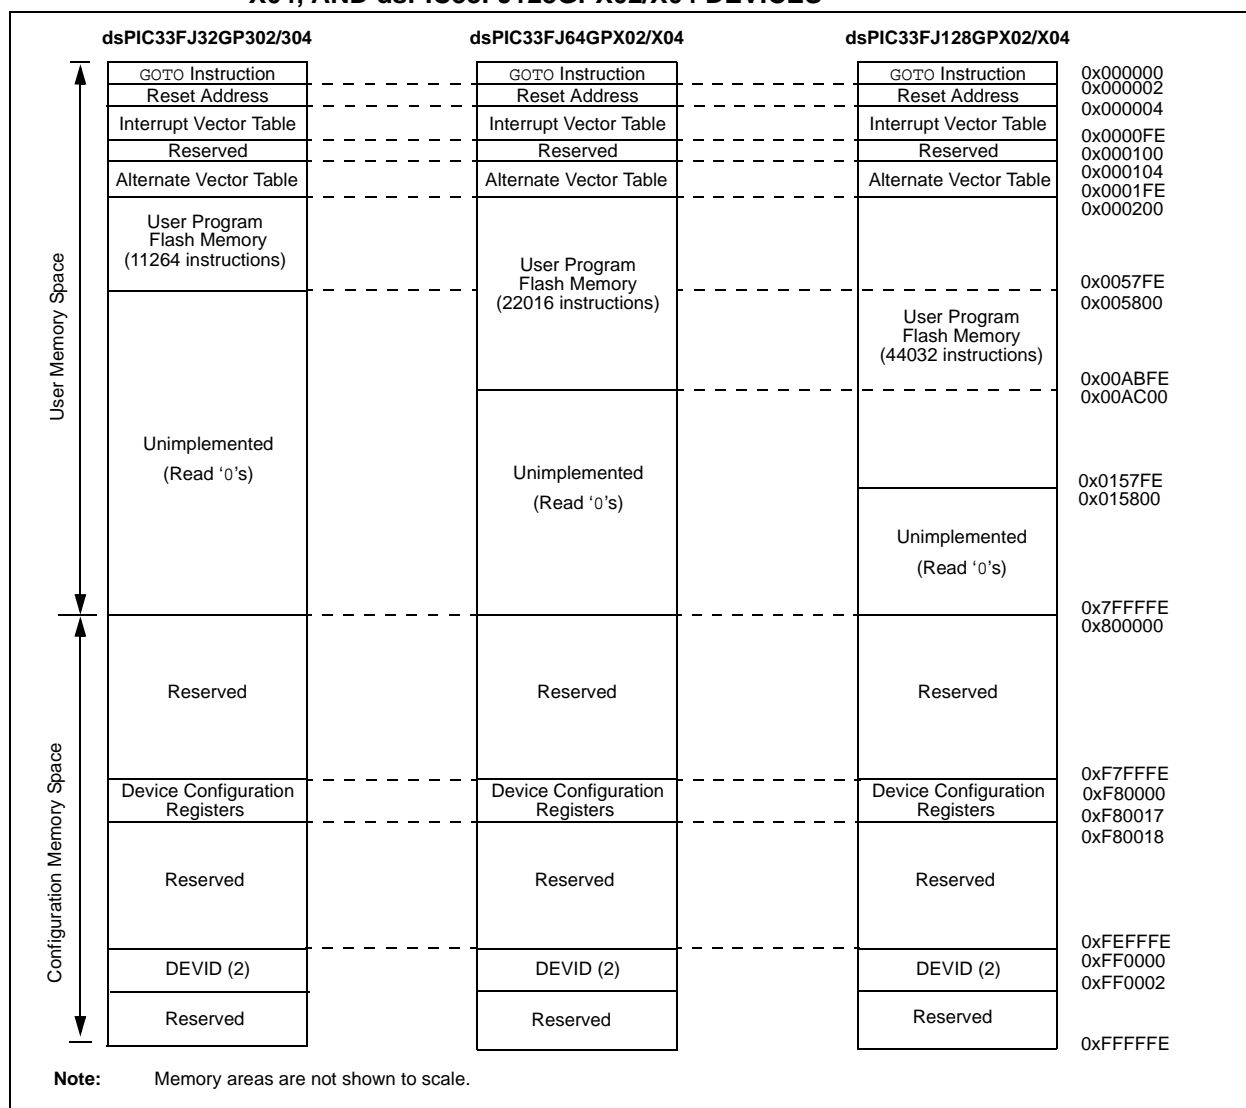 X04, AND dsPIC33FJ128GPX02/X04 DEVICES
dsPIC33FJ32GP302/304
dsPIC33FJ64GPX02/X04
dsPIC33FJ128GPX02/X04
GOTO Instruction
GOTO Instruction
GOTO Instruction
0x000000
Reset Address
Reset Address
Reset Address
0x000002
0x000004
Interrupt Vector Table
Interrupt Vector Table
Interrupt Vector Table
0x0000FE
Reserved
Reserved
Reserved
0x000100
0x000104
Alternate Vector Table
Alternate Vector Table
Alternate Vector Table
0x0001FE
0x000200
User Memory Space
User Program
Flash Memory
(11264 instructions)
User Program
Flash Memory
(22016 instructions)
0x0057FE
0x005800
User Program
Flash Memory
(44032 instructions)
0x00ABFE
0x00AC00
Unimplemented
(Read ‘0’s)
Unimplemented
(Read ‘0’s)
0x0157FE
0x015800
Unimplemented
(Read ‘0’s)
0x7FFFFE
0x800000
Configuration Memory Space
Reserved
Reserved
Reserved
0xF7FFFE
Device Configuration
Registers
Device Configuration
Registers
Device Configuration
Registers
0xF80000
0xF80017
0xF80018
Reserved
Reserved
Reserved
0xFEFFFE
0xFF0000
DEVID (2)
DEVID (2)
DEVID (2)
0xFF0002
Reserved
Reserved
Reserved
0xFFFFFE
Note: Memory areas are not shown to scale.